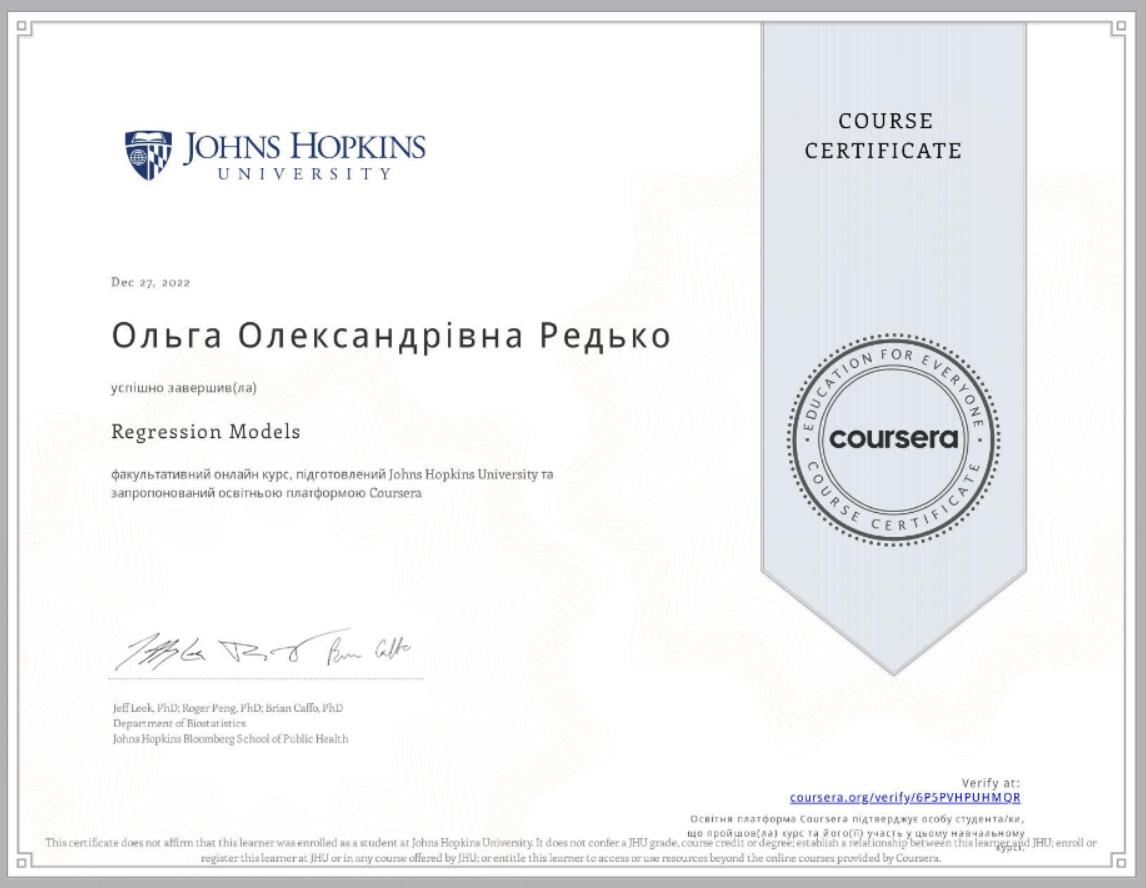 JOHNS HOPKINS
UNIVERSITY
COURSE
CERTIFICATE
Dec 27, 2022
Ольга Олександрівна Редько
успішно завершив(ла)
Regression Models
факультативний онлайн курс, підготовлений Johns Hopkins University та
запропонований освітньою платформою Coursera
EDUCATION FOR EVERYONE
coursera
COURSE CERTIFICATE
Jeff Leek, PhD; Roger Peng, PhD; Brian Caffo, PhD
Department of Biostatistics
Johns Hopkins Bloomberg School of Public Health
Verify at:
coursera.org/verify/6P5PVHPUHMQR
Освітня платформа Coursera підтверджує особу студента/ки,
що пройшов(ла) курс та його(її) участь у цьому навчальному
курсі.
This certificate does not affirm that this learner was enrolled as a student at Johns Hopkins University. It does not confer a JHU grade, course credit or degree; establish a relationship between this learner and JHU; enroll or
register this learner at JHU or in any course offered by JHU; or entitle this learner to access or use resources beyond the online courses provided by Coursera.